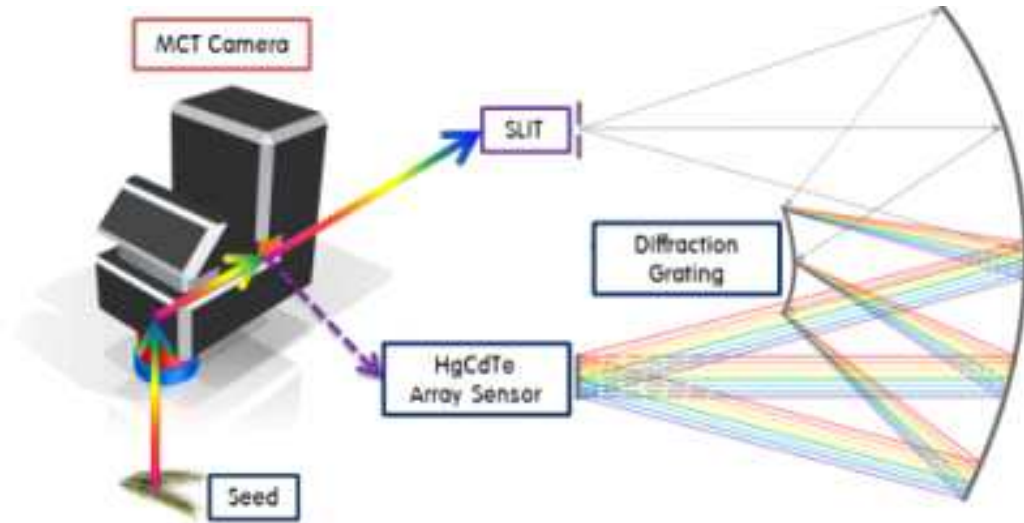 MCT Camera
SLIT
Diffraction
Grating
HgCdTe
Array Sensor
Seed